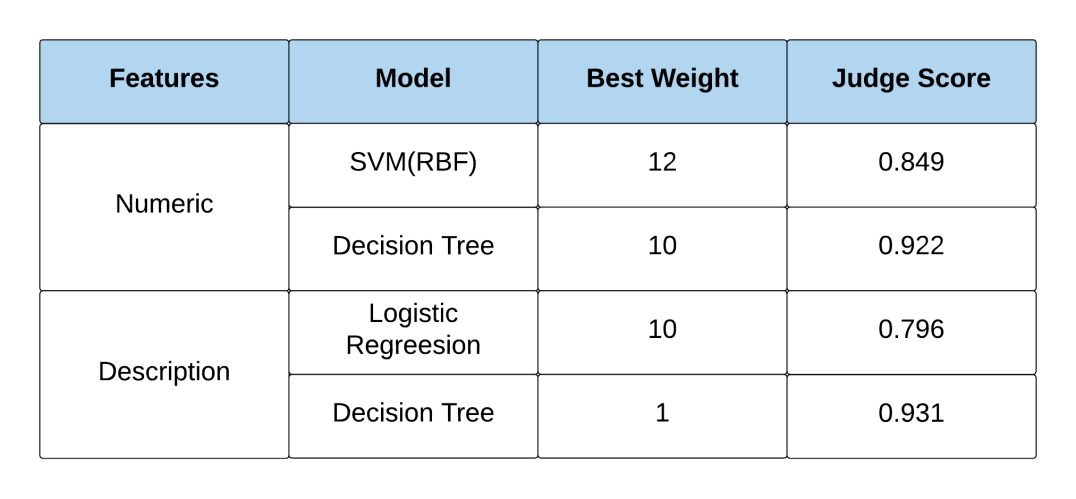 Features Model Best Weight Judge Score
Numeric
SVM(RBF) 12 0.849
Decision Tree 10 0.922
Description
Logistic
Regreesion
10 0.796
Decision Tree 1 0.931